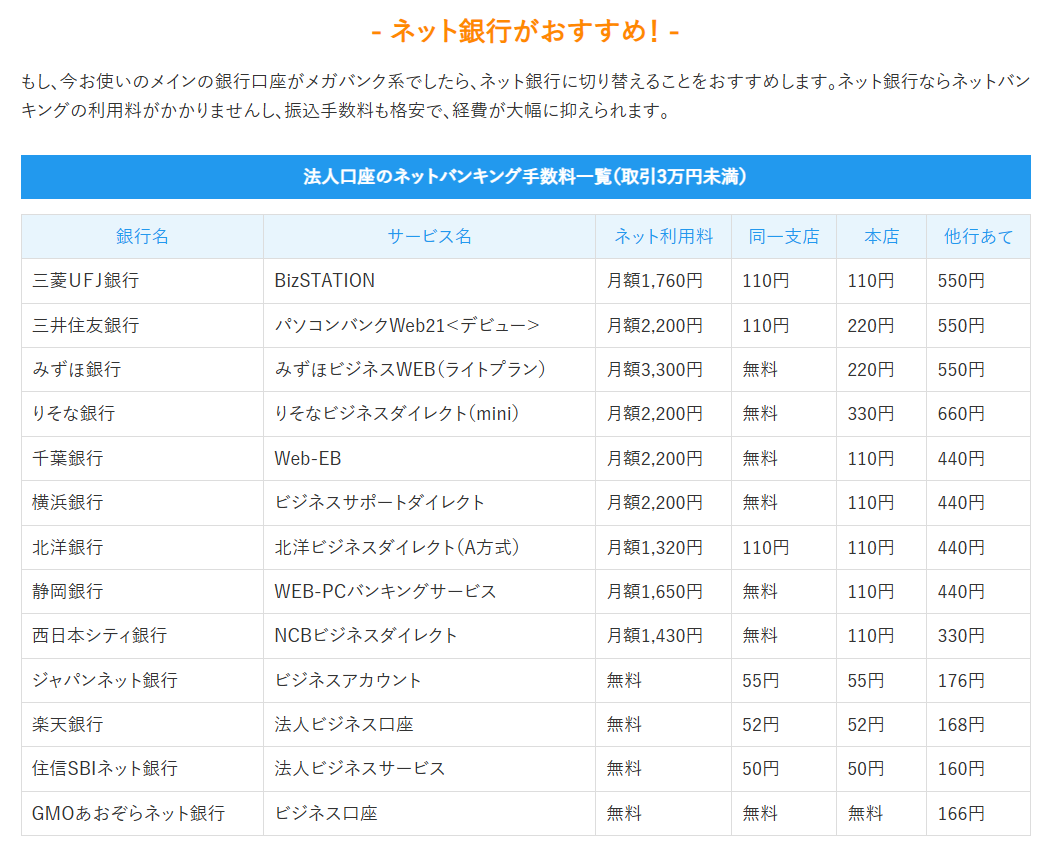 - ネット銀行がおすすめ！ -
もし、今お使いのメインの銀行口座がメガバンク系でしたら、ネット銀行に切り替えることをおすすめします。ネット銀行ならネットバン
キングの利用料がかかりませんし、振込手数料も格安で、経費が大幅に抑えられます。
法人口座のネットバンキング手数料一覧（取引3万円未満）
銀行名 サービス名 ネット利用料 同一支店 本店 他行あて
三菱UFJ銀行 BizSTATION 月額1,760円 110円 110円 550円
三井住友銀行 パソコンバンクWeb21<デビュー> 月額2,200円 110円 220円 550円
みずほ銀行 みずほビジネスWEB（ライトプラン） 月額3,300円 無料 220円 550円
りそな銀行 りそなビジネスダイレクト（mini） 月額2,200円 無料 330円 660円
千葉銀行 Web-EB 月額2,200円 無料 110円 440円
横浜銀行 ビジネスサポートダイレクト 月額2,200円 無料 110円 440円
北洋銀行 北洋ビジネスダイレクト（A方式） 月額1,320円 110円 110円 440円
静岡銀行 WEB-PCバンキングサービス 月額1,650円 無料 110円 440円
西日本シティ銀行 NCBビジネスダイレクト 月額1,430円 無料 110円 330円
ジャパンネット銀行 ビジネスアカウント 無料 55円 55円 176円
楽天銀行 法人ビジネス口座 無料 52円 52円 168円
住信SBIネット銀行 法人ビジネスサービス 無料 50円 50円 160円
GMOあおぞらネット銀行 ビジネス口座 無料 無料 無料 166円